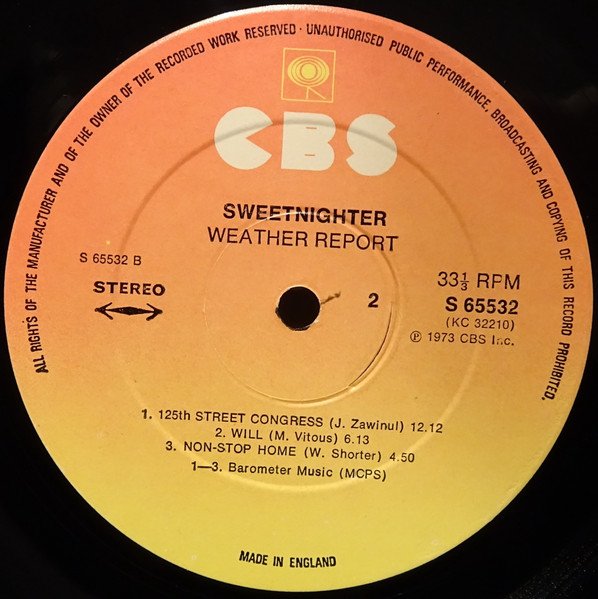 ALL RIGHTS OF THE MANUFACTURER AND OF THE OWNER OF THE RECORDED WORK RESERVED · UNAUTHORISED PUBLIC PERFORMANCE, BROADCASTING AND COPYING OF THIS RECORD PROHIBITED.
CBS
SWEETNIGHTER
WEATHER REPORT
S 65532 B
STEREO
2
33⅓ RPM
S 65532
(KC 32210)
℗ 1973 CBS Inc.
1. 125th STREET CONGRESS (J. Zawinul) 12.12
2. WILL (M. Vitous) 6.13
3. NON-STOP HOME (W. Shorter) 4.50
1—3. Barometer Music (MCPS)
MADE IN ENGLAND